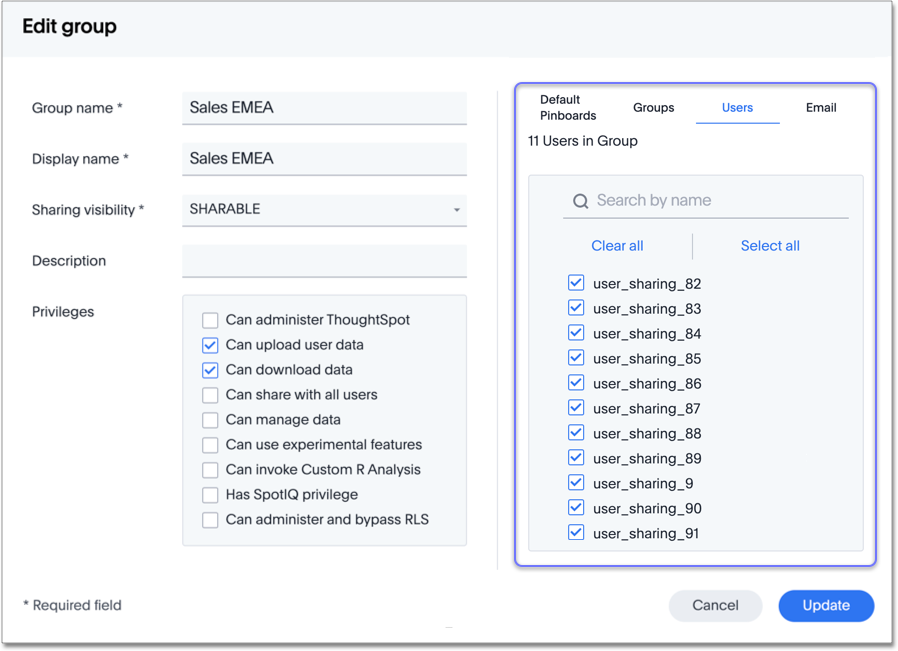 Edit group
Group name *
Sales EMEA
Display name *
Sales EMEA
Sharing visibility *
SHARABLE
Description
Privileges
Can administer ThoughtSpot
Can upload user data
Can download data
Can share with all users
Can manage data
Can use experimental features
Can invoke Custom R Analysis
Has SpotIQ privilege
Can administer and bypass RLS
Default
Pinboards
Groups
Users
Email
11 Users in Group
Search by name
Clear all
Select all
user_sharing_82
user_sharing_83
user_sharing_84
user_sharing_85
user_sharing_86
user_sharing_87
user_sharing_88
user_sharing_89
user_sharing_9
user_sharing_90
user_sharing_91
* Required field
Cancel
Update